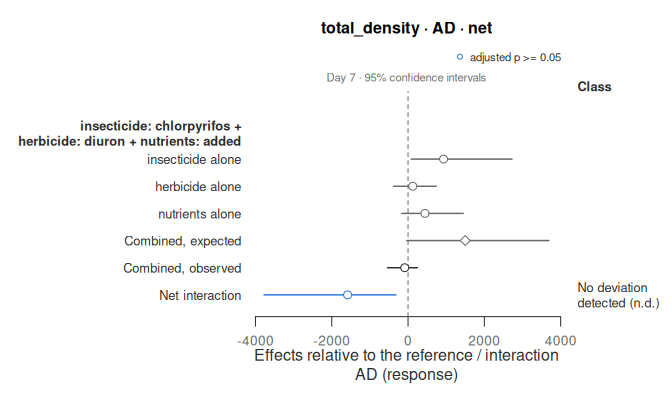 total_density · AD · net
adjusted p >= 0.05
Day 7 · 95% confidence intervals
Class
insecticide: chlorpyrifos +
herbicide: diuron + nutrients: added
insecticide alone
herbicide alone
nutrients alone
Combined, expected
Combined, observed
Net interaction
No deviation
detected (n.d.)
-4000 -2000 0 2000 4000
Effects relative to the reference / interaction
AD (response)